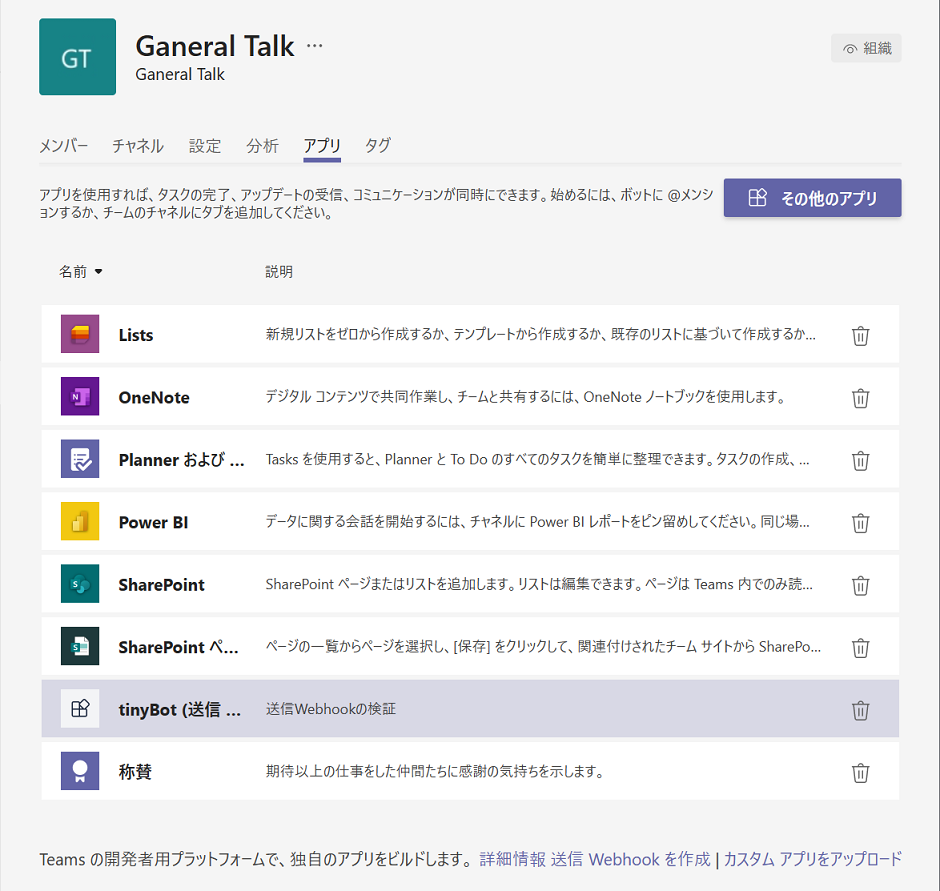 GT
Ganeral Talk ...
Ganeral Talk
組織
メンバー チャネル 設定 分析 アプリ タグ
アプリを使用すれば、タスクの完了、アップデートの受信、コミュニケーションが同時にできます。始めるには、ボットに @メンシ
ョンするか、チームのチャネルにタブを追加してください。
その他のアプリ
名前 説明
Lists 新規リストをゼロから作成するか、テンプレートから作成するか、既存のリストに基づいて作成するか...
N
OneNote デジタル コンテンツで共同作業し、チームと共有するには、OneNote ノートブックを使用します。
Planner および ... Tasks を使用すると、Planner と To Do のすべてのタスクを簡単に整理できます。タスクの作成、...
Power BI データに関する会話を開始するには、チャネルに Power BI レポートをピン留めしてください。同じ場...
S
SharePoint SharePoint ページまたはリストを追加します。リストは編集できます。ページは Teams 内でのみ読...
S
SharePoint ペ... ページの一覧からページを選択し、[保存] をクリックして、関連付けされたチーム サイトから SharePo...
tinyBot (送信 ... 送信Webhookの検証
称賛 期待以上の仕事をした仲間たちに感謝の気持ちを示します。
Teams の開発者用プラットフォームで、独自のアプリをビルドします。 詳細情報 送信 Webhook を作成 | カスタム アプリをアップロード